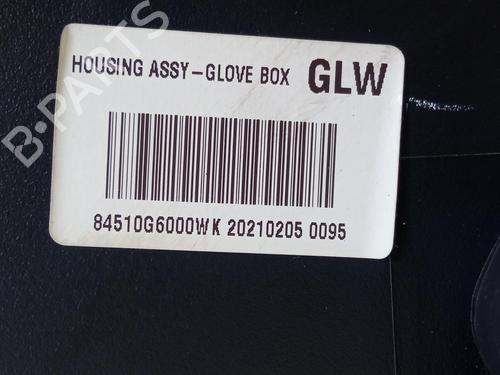 B-PARTS
HOUSING ASSY-GLOVE BOX GLW
84510G6000WK 20210205 0095